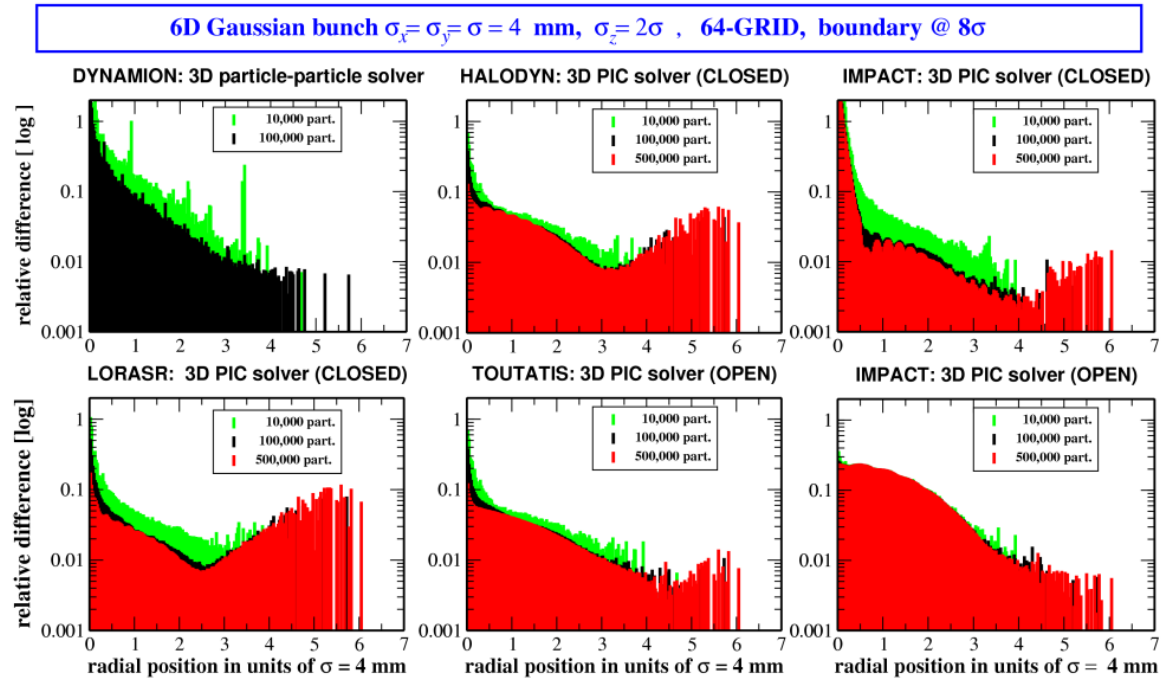 6D Gaussian bunch σx= σy= σ = 4 mm, σz= 2σ , 64-GRID, boundary @ 8σ
DYNAMION: 3D particle-particle solver
relative difference [ log]
1
0.1
0.01
0.001
0 1 2 3 4 5 6 7
10,000 part.
100,000 part.
HALODYN: 3D PIC solver (CLOSED)
1
0.1
0.01
0.001
0 1 2 3 4 5 6 7
10,000 part.
100,000 part.
500,000 part.
IMPACT: 3D PIC solver (CLOSED)
1
0.1
0.01
0.001
0 1 2 3 4 5 6 7
10,000 part.
100,000 part.
500,000 part.
LORASR: 3D PIC solver (CLOSED)
relative difference [log]
1
0.1
0.01
0.001
0 1 2 3 4 5 6 7
radial position in units of σ = 4 mm
10,000 part.
100,000 part.
500,000 part.
TOUTATIS: 3D PIC solver (OPEN)
1
0.1
0.01
0.001
0 1 2 3 4 5 6 7
radial position in units of σ = 4 mm
10,000 part.
100,000 part.
500,000 part.
IMPACT: 3D PIC solver (OPEN)
1
0.1
0.01
0.001
0 1 2 3 4 5 6 7
radial position in units of σ = 4 mm
10,000 part.
100,000 part.
500,000 part.